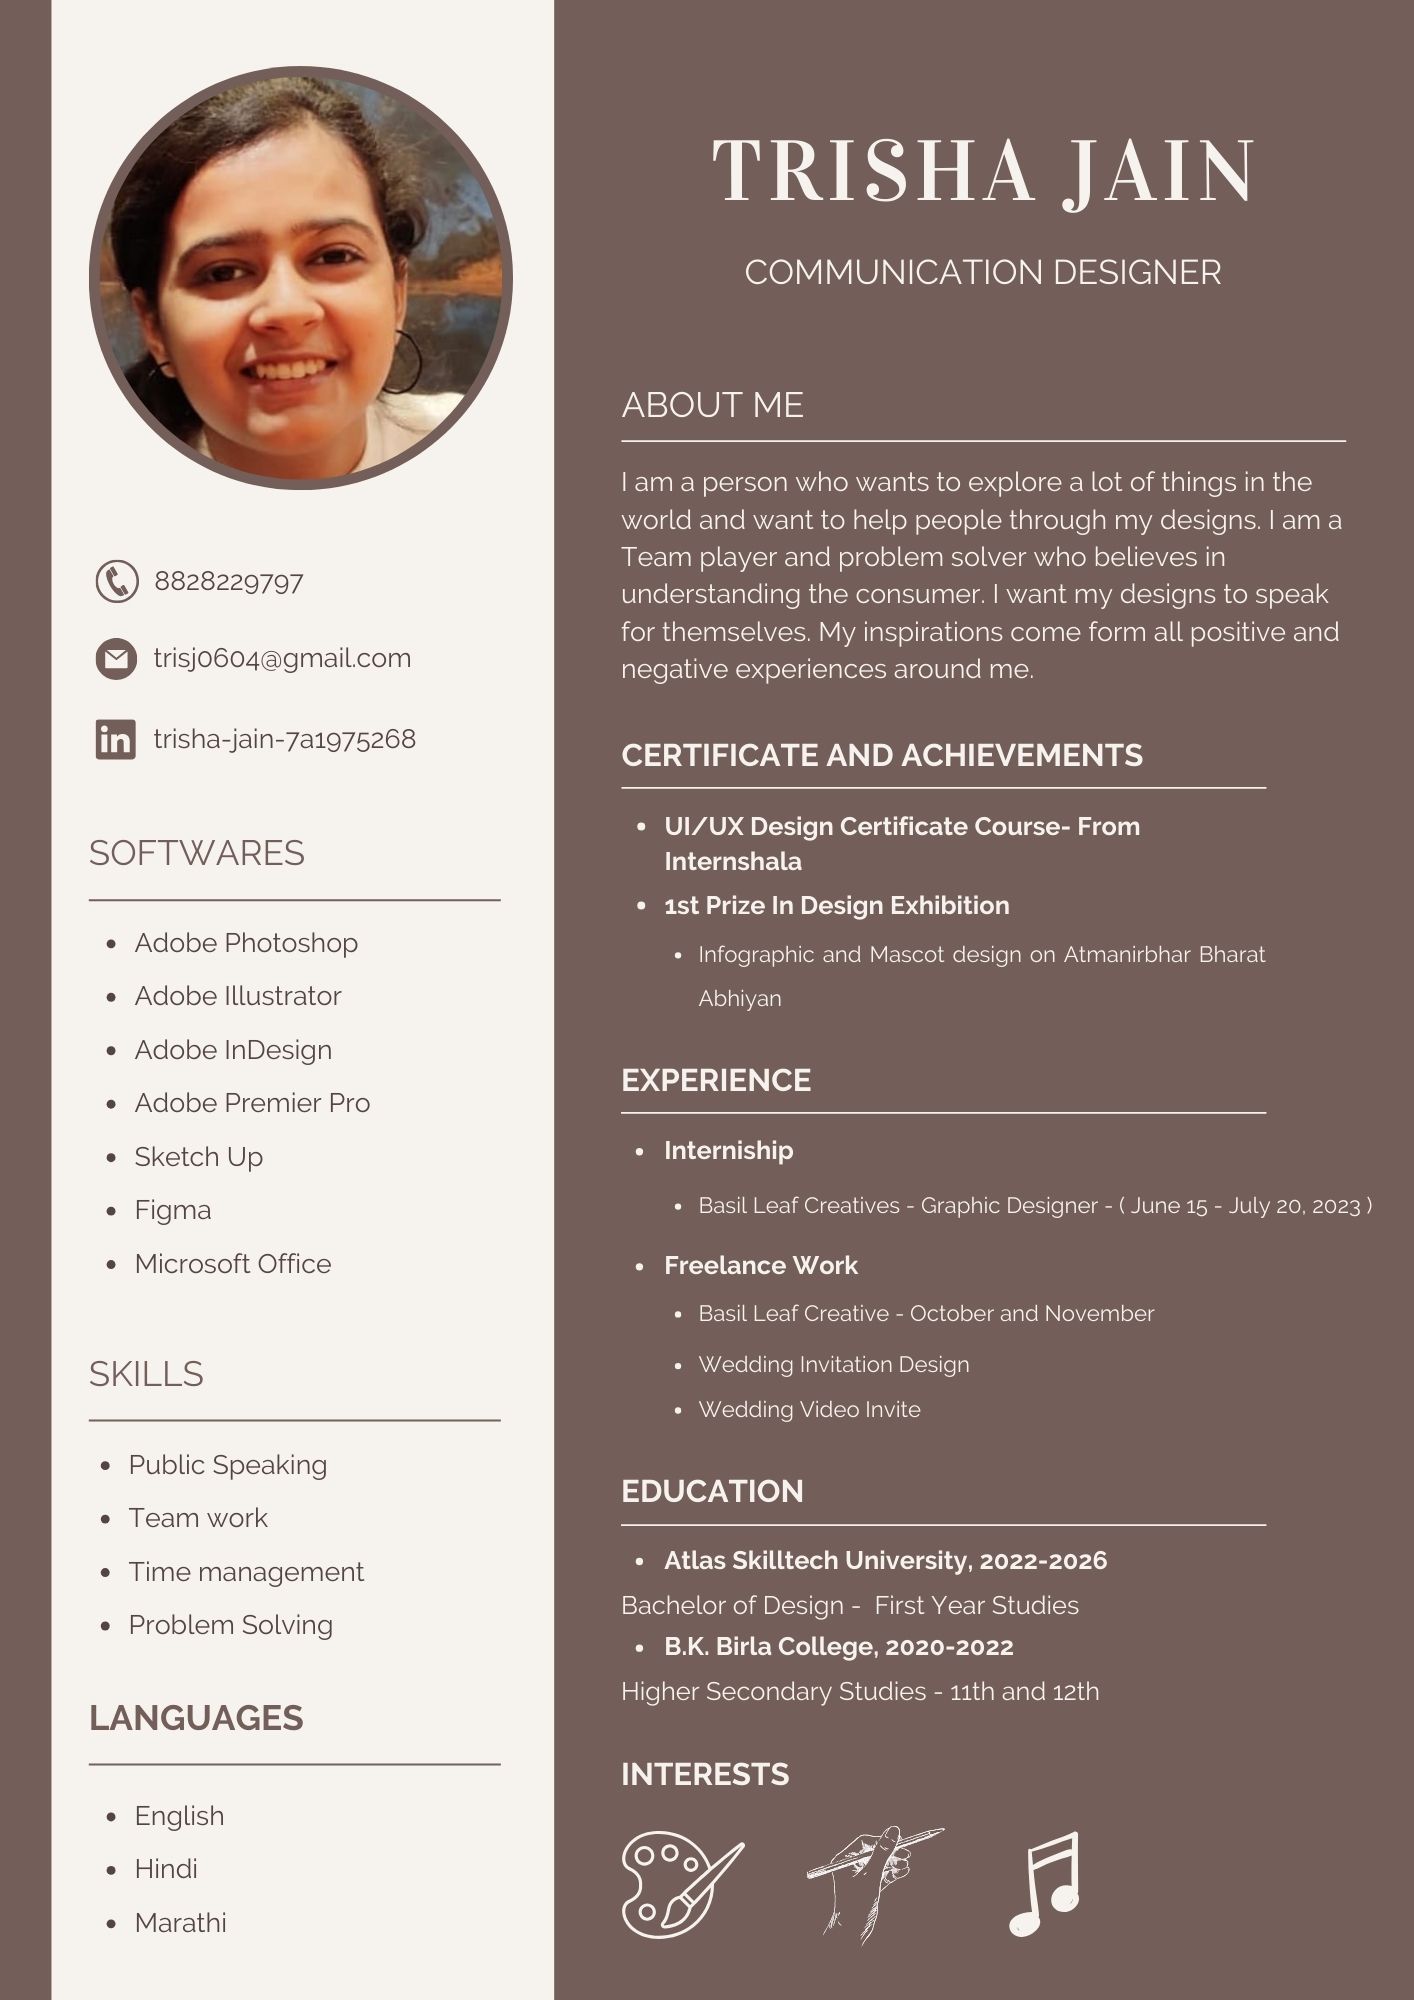 8828229797
trisj0604@gmail.com
in
trisha-jain-7a1975268
SOFTWARES
• Adobe Photoshop
• Adobe Illustrator
• Adobe InDesign
• Adobe Premier Pro
• Sketch Up
• Figma
• Microsoft Office
SKILLS
• Public Speaking
• Team work
• Time management
• Problem Solving
LANGUAGES
• English
• Hindi
• Marathi
TRISHA JAIN
COMMUNICATION DESIGNER
ABOUT ME
I am a person who wants to explore a lot of things in the
world and want to help people through my designs. I am a
Team player and problem solver who believes in
understanding the consumer. I want my designs to speak
for themselves. My inspirations come form all positive and
negative experiences around me.
CERTIFICATE AND ACHIEVEMENTS
• UI/UX Design Certificate Course- From
Internshala
• 1st Prize In Design Exhibition
• Infographic and Mascot design on Atmanirbhar Bharat
Abhiyan
EXPERIENCE
• Interniship
• Basil Leaf Creatives - Graphic Designer - ( June 15 - July 20, 2023 )
• Freelance Work
• Basil Leaf Creative - October and November
• Wedding Invitation Design
• Wedding Video Invite
EDUCATION
• Atlas Skilltech University, 2022-2026
Bachelor of Design - First Year Studies
• B.K. Birla College, 2020-2022
Higher Secondary Studies - 11th and 12th
INTERESTS